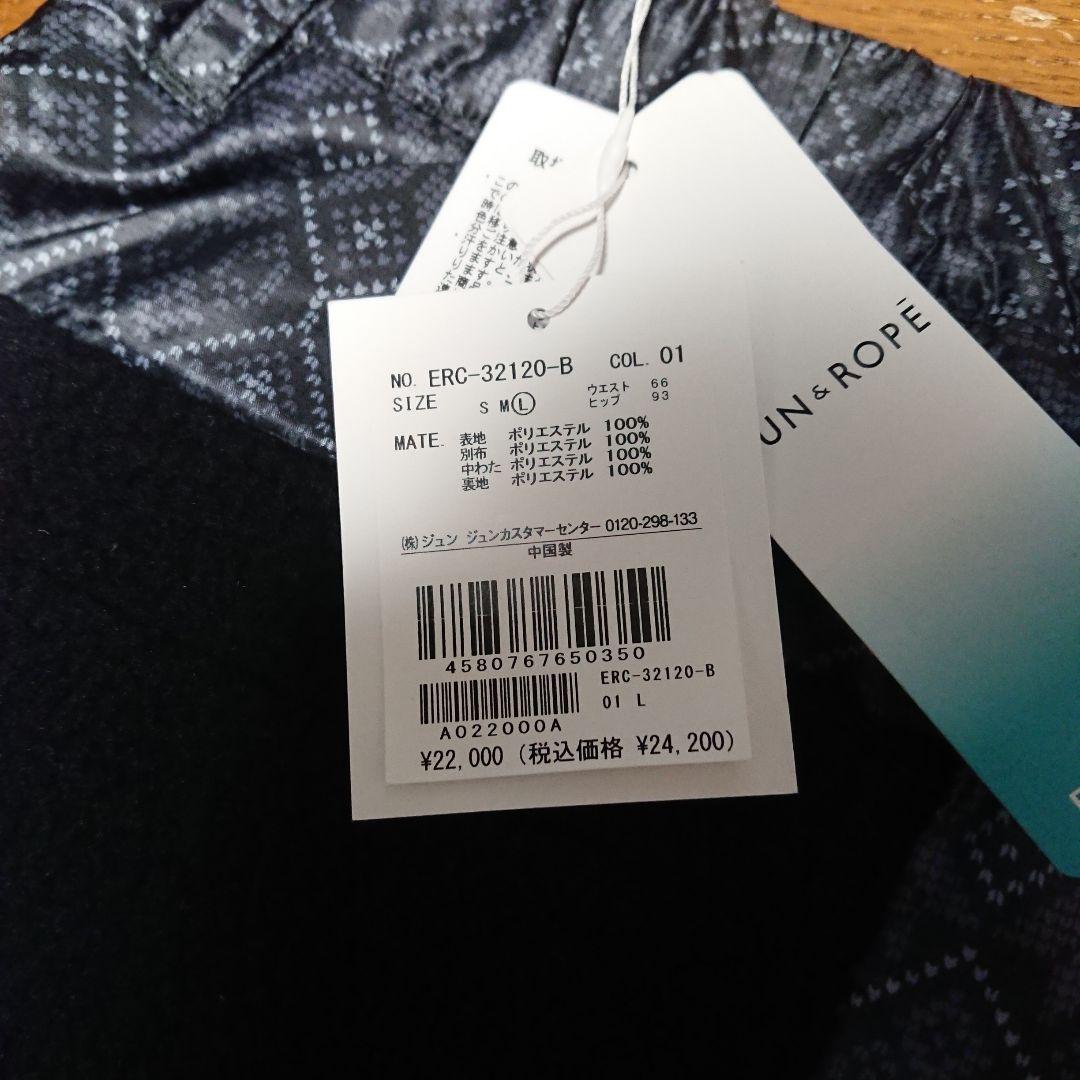 取
UN & ROPÉ
NO. ERC-32120-B COL. 01
SIZE S M L ウエスト 66
ヒップ 93
MATE. 表地 ポリエステル 100%
別布 ポリエステル 100%
中わた ポリエステル 100%
裏地 ポリエステル 100%
(株)ジュン ジュンカスタマーセンター 0120-298-133
中国製
4580767650350
ERC-32120-B
01 L
A022000A
¥22,000 (税込価格 ¥24,200)